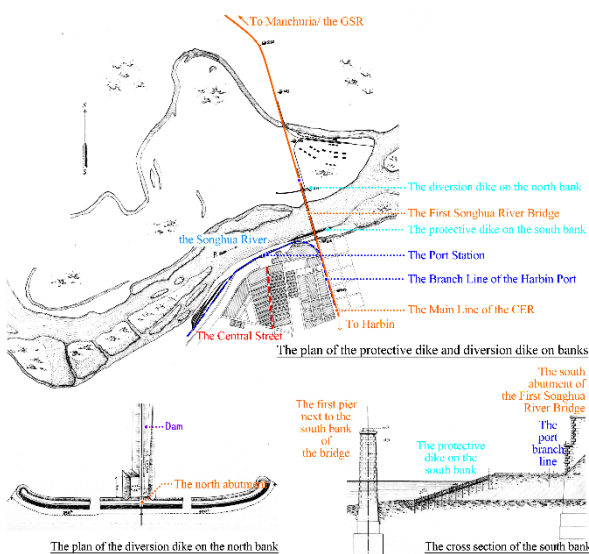 To Manchuria/ the GSR
The diversion dike on the north bank
The First Songhua River Bridge
The protective dike on the south bank
the Songhua River
The Port Station
The Branch Line of the Harbin Port
The Main Line of the CER
To Harbin
The Central Street
The plan of the protective dike and diversion dike on banks
Dam
The north abutment
The plan of the diversion dike on the north bank
The first pier
next to the
south bank
of
the bridge
The protective
dike on the
south bank
The south
abutment of
the First Songhua
River Bridge
The
port
branch
line
The cross section of the south bank